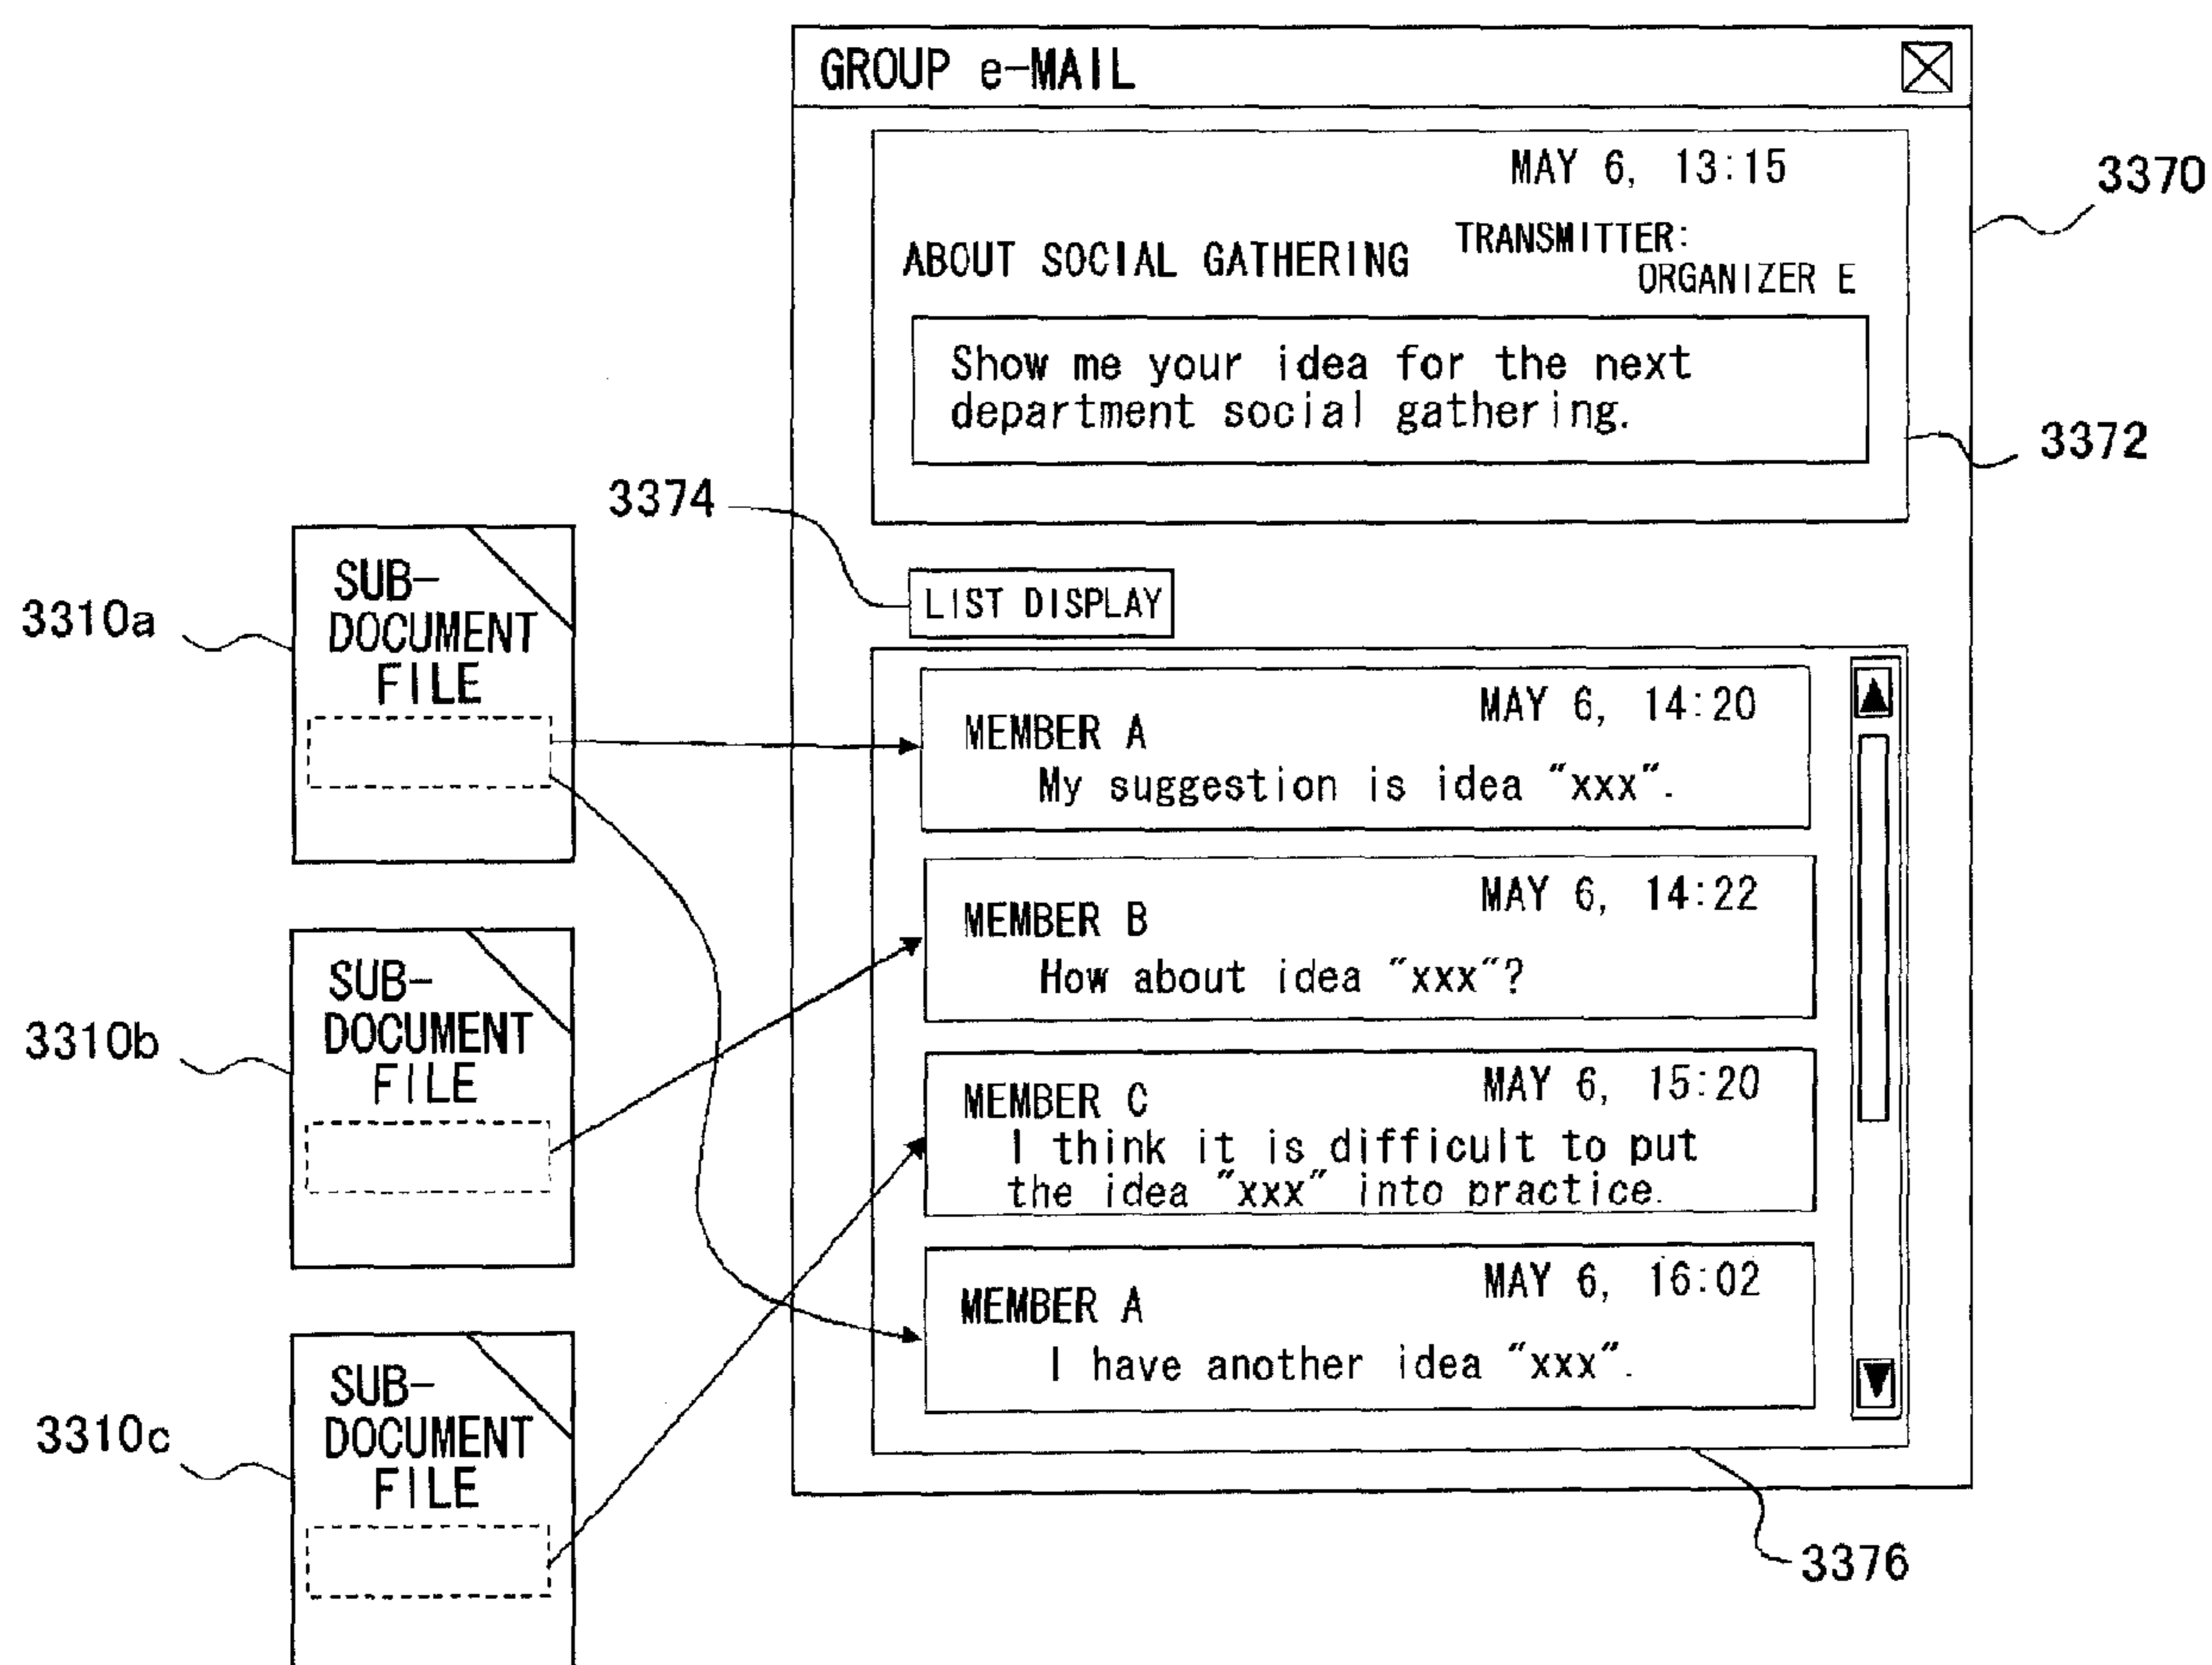 GROUP e-MAIL
3370
MAY 6, 13:15
ABOUT SOCIAL GATHERING
TRANSMITTER:
ORGANIZER E
Show me your idea for the next
department social gathering.
3372
3374
LIST DISPLAY
3310a
SUB-
DOCUMENT
FILE
MAY 6, 14:20
MEMBER A
My suggestion is idea "xxx".
MAY 6, 14:22
MEMBER B
How about idea "xxx"?
3310b
SUB-
DOCUMENT
FILE
MAY 6, 15:20
MEMBER C
I think it is difficult to put
the idea "xxx" into practice.
MAY 6, 16:02
MEMBER A
I have another idea "xxx".
3310c
SUB-
DOCUMENT
FILE
3376